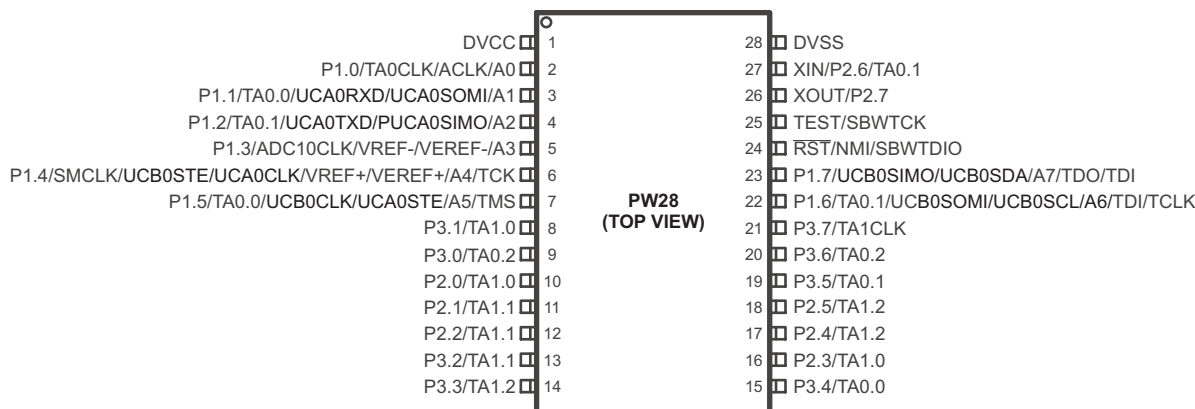 DVCC 1 28 DVSS
P1.0/TA0CLK/ACLK/A0 2 27 XIN/P2.6/TA0.1
P1.1/TA0.0/UCA0RXD/UCA0SOMI/A1 3 26 XOUT/P2.7
P1.2/TA0.1/UCA0TXD/PUCA0SIMO/A2 4 25 TEST/SBWTCK
P1.3/ADC10CLK/VREF-/VEREF-/A3 5 24 RST/NMI/SBWTDIO
P1.4/SMCLK/UCB0STE/UCA0CLK/VREF+/VEREF+/A4/TCK 6 23 P1.7/UCB0SIMO/UCB0SDA/A7/TDO/TDI
P1.5/TA0.0/UCB0CLK/UCA0STE/A5/TMS 7 PW28 22 P1.6/TA0.1/UCB0SOMI/UCB0SCL/A6/TDI/TCLK
P3.1/TA1.0 8 (TOP VIEW) 21 P3.7/TA1CLK
P3.0/TA0.2 9 20 P3.6/TA0.2
P2.0/TA1.0 10 19 P3.5/TA0.1
P2.1/TA1.1 11 18 P2.5/TA1.2
P2.2/TA1.1 12 17 P2.4/TA1.2
P3.2/TA1.1 13 16 P2.3/TA1.0
P3.3/TA1.2 14 15 P3.4/TA0.0